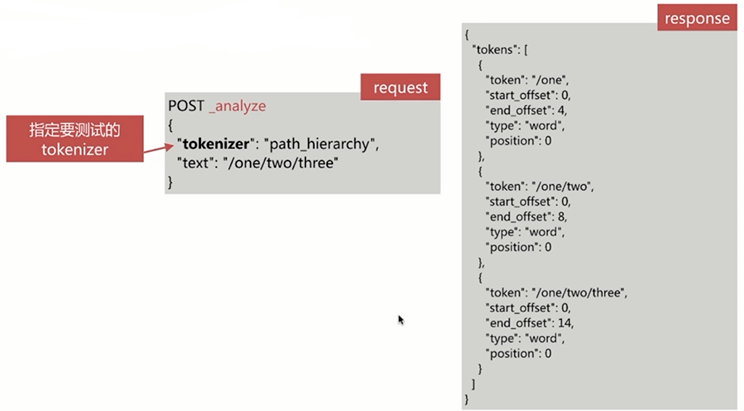 request
指定要测试的
tokenizer
POST _analyze
{
"tokenizer": "path_hierarchy",
"text": "/one/two/three"
}
response
{
"tokens": [
{
"token": "/one",
"start_offset": 0,
"end_offset": 4,
"type": "word",
"position": 0
},
{
"token": "/one/two",
"start_offset": 0,
"end_offset": 8,
"type": "word",
"position": 0
},
{
"token": "/one/two/three",
"start_offset": 0,
"end_offset": 14,
"type": "word",
"position": 0
}
]
}